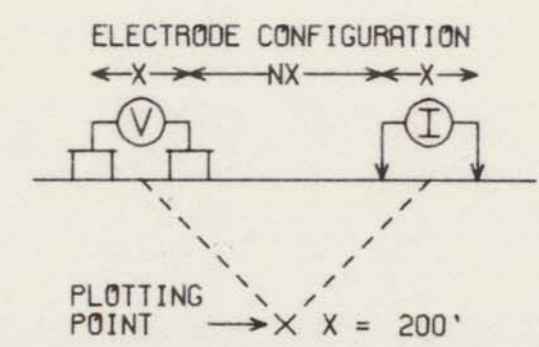 ELECTRODE CONFIGURATION
X NX X
V I
PLOTTING
POINT X X = 200'